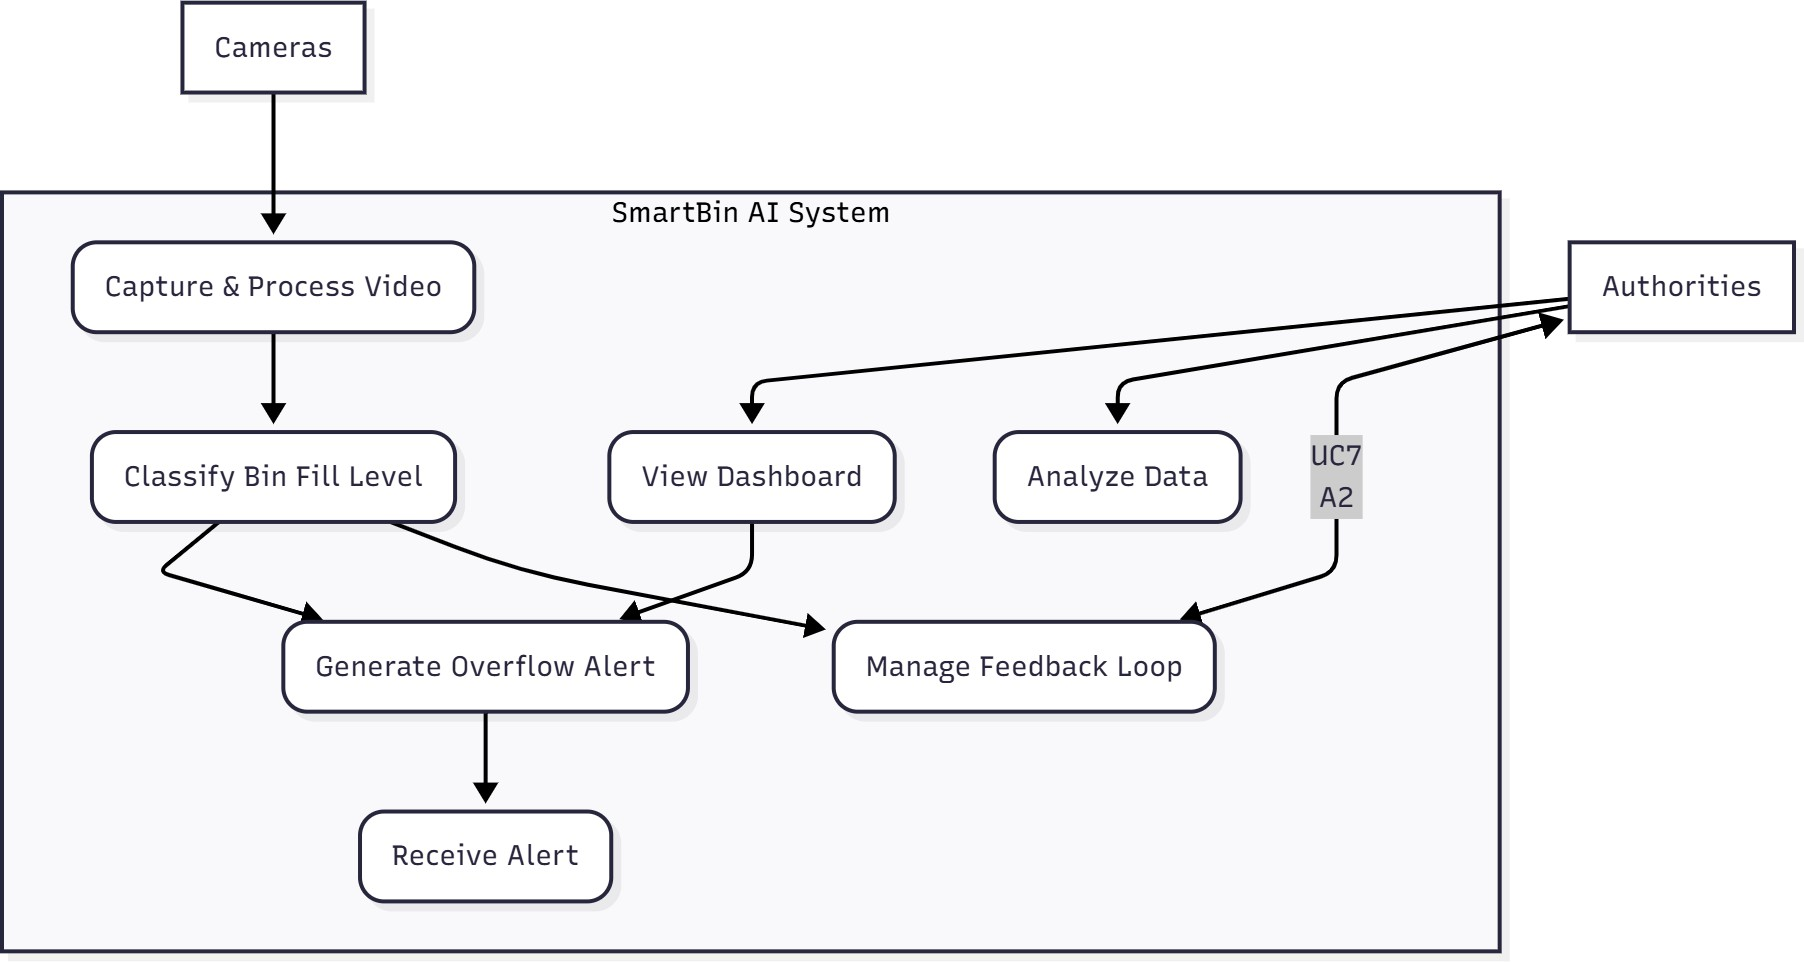 Cameras
SmartBin AI System
Capture & Process Video
Authorities
Classify Bin Fill Level
View Dashboard
Analyze Data
UC7
A2
Generate Overflow Alert
Manage Feedback Loop
Receive Alert